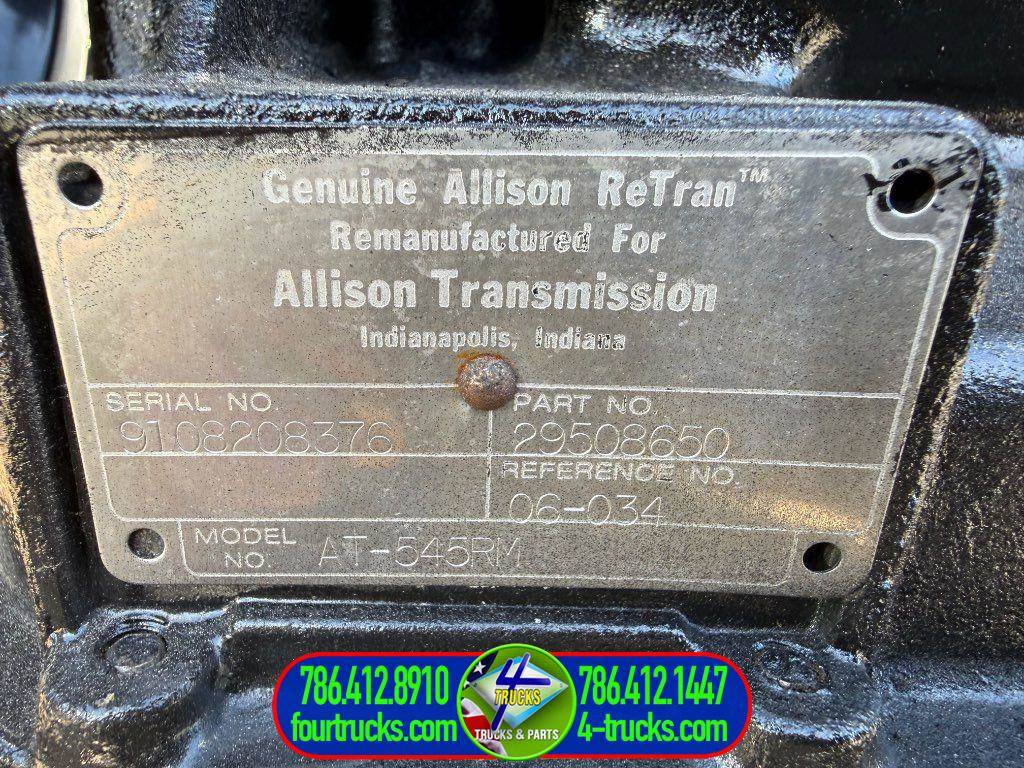 Genuine Allison ReTran™
Remanufactured For
Allison Transmission
Indianapolis, Indiana
SERIAL NO. PART NO.
9108208376 29508650
REFERENCE NO.
06-034
MODEL NO. AT-545RM
786.412.8910 4 TRUCKS 786.412.1447
fourtrucks.com TRUCKS & PARTS 4-trucks.com